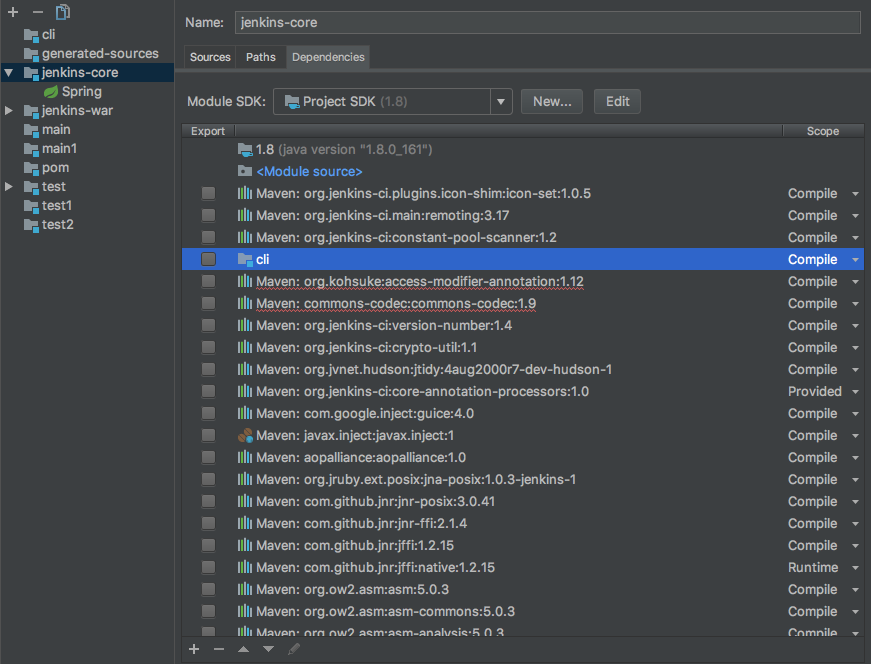 cli
generated-sources
jenkins-core
Spring
jenkins-war
main
main1
pom
test
test1
test2
Name: jenkins-core
Sources Paths Dependencies
Module SDK: Project SDK (1.8) New... Edit
Export Scope
1.8 (java version "1.8.0_161")
<Module source>
Maven: org.jenkins-ci.plugins.icon-shim:icon-set:1.0.5 Compile
Maven: org.jenkins-ci.main:remoting:3.17 Compile
Maven: org.jenkins-ci:constant-pool-scanner:1.2 Compile
cli Compile
Maven: org.kohsuke:access-modifier-annotation:1.12 Compile
Maven: commons-codec:commons-codec:1.9 Compile
Maven: org.jenkins-ci:version-number:1.4 Compile
Maven: org.jenkins-ci:crypto-util:1.1 Compile
Maven: org.jvnet.hudson:jtidy:4aug2000r7-dev-hudson-1 Compile
Maven: org.jenkins-ci:core-annotation-processors:1.0 Provided
Maven: com.google.inject:guice:4.0 Compile
Maven: javax.inject:javax.inject:1 Compile
Maven: aopalliance:aopalliance:1.0 Compile
Maven: org.jruby.ext.posix:jna-posix:1.0.3-jenkins-1 Compile
Maven: com.github.jnr:jnr-posix:3.0.41 Compile
Maven: com.github.jnr:jnr-ffi:2.1.4 Compile
Maven: com.github.jnr:jffi:1.2.15 Compile
Maven: com.github.jnr:jffi:native:1.2.15 Runtime
Maven: org.ow2.asm:asm:5.0.3 Compile
Maven: org.ow2.asm:asm-commons:5.0.3 Compile
Maven: org.ow2.asm:asm-analysis:5.0.3 Compile